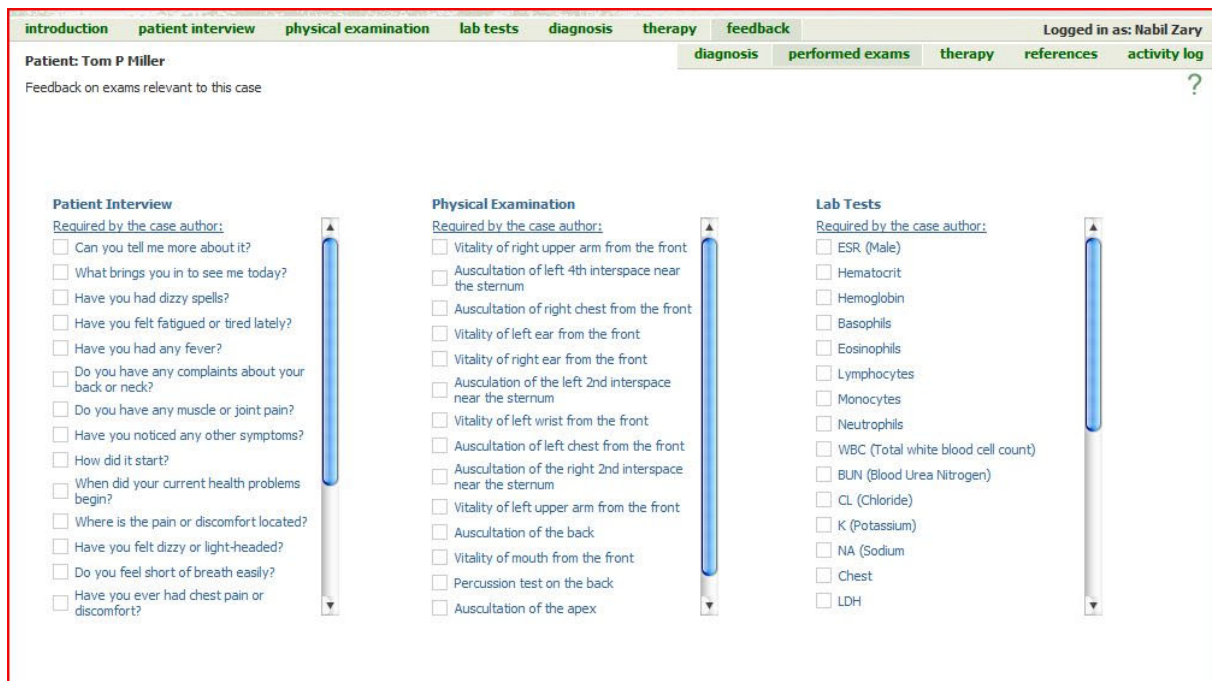 introduction patient interview physical examination lab tests diagnosis therapy feedback Logged in as: Nabil Zary
Patient: Tom P Miller
diagnosis performed exams therapy references activity log
Feedback on exams relevant to this case
?
Patient Interview
Required by the case author:
Can you tell me more about it?
What brings you in to see me today?
Have you had dizzy spells?
Have you felt fatigued or tired lately?
Have you had any fever?
Do you have any complaints about your
back or neck?
Do you have any muscle or joint pain?
Have you noticed any other symptoms?
How did it start?
When did your current health problems
begin?
Where is the pain or discomfort located?
Have you felt dizzy or light-headed?
Do you feel short of breath easily?
Have you ever had chest pain or
discomfort?
Physical Examination
Required by the case author:
Vitality of right upper arm from the front
Auscultation of left 4th interspace near
the sternum
Auscultation of right chest from the front
Vitality of left ear from the front
Vitality of right ear from the front
Ausculation of the left 2nd interspace
near the sternum
Vitality of left wrist from the front
Auscultation of left chest from the front
Auscultation of the right 2nd interspace
near the sternum
Vitality of left upper arm from the front
Auscultation of the back
Vitality of mouth from the front
Percussion test on the back
Auscultation of the apex
Lab Tests
Required by the case author:
ESR (Male)
Hematocrit
Hemoglobin
Basophils
Eosinophils
Lymphocytes
Monocytes
Neutrophils
WBC (Total white blood cell count)
BUN (Blood Urea Nitrogen)
CL (Chloride)
K (Potassium)
NA (Sodium
Chest
LDH